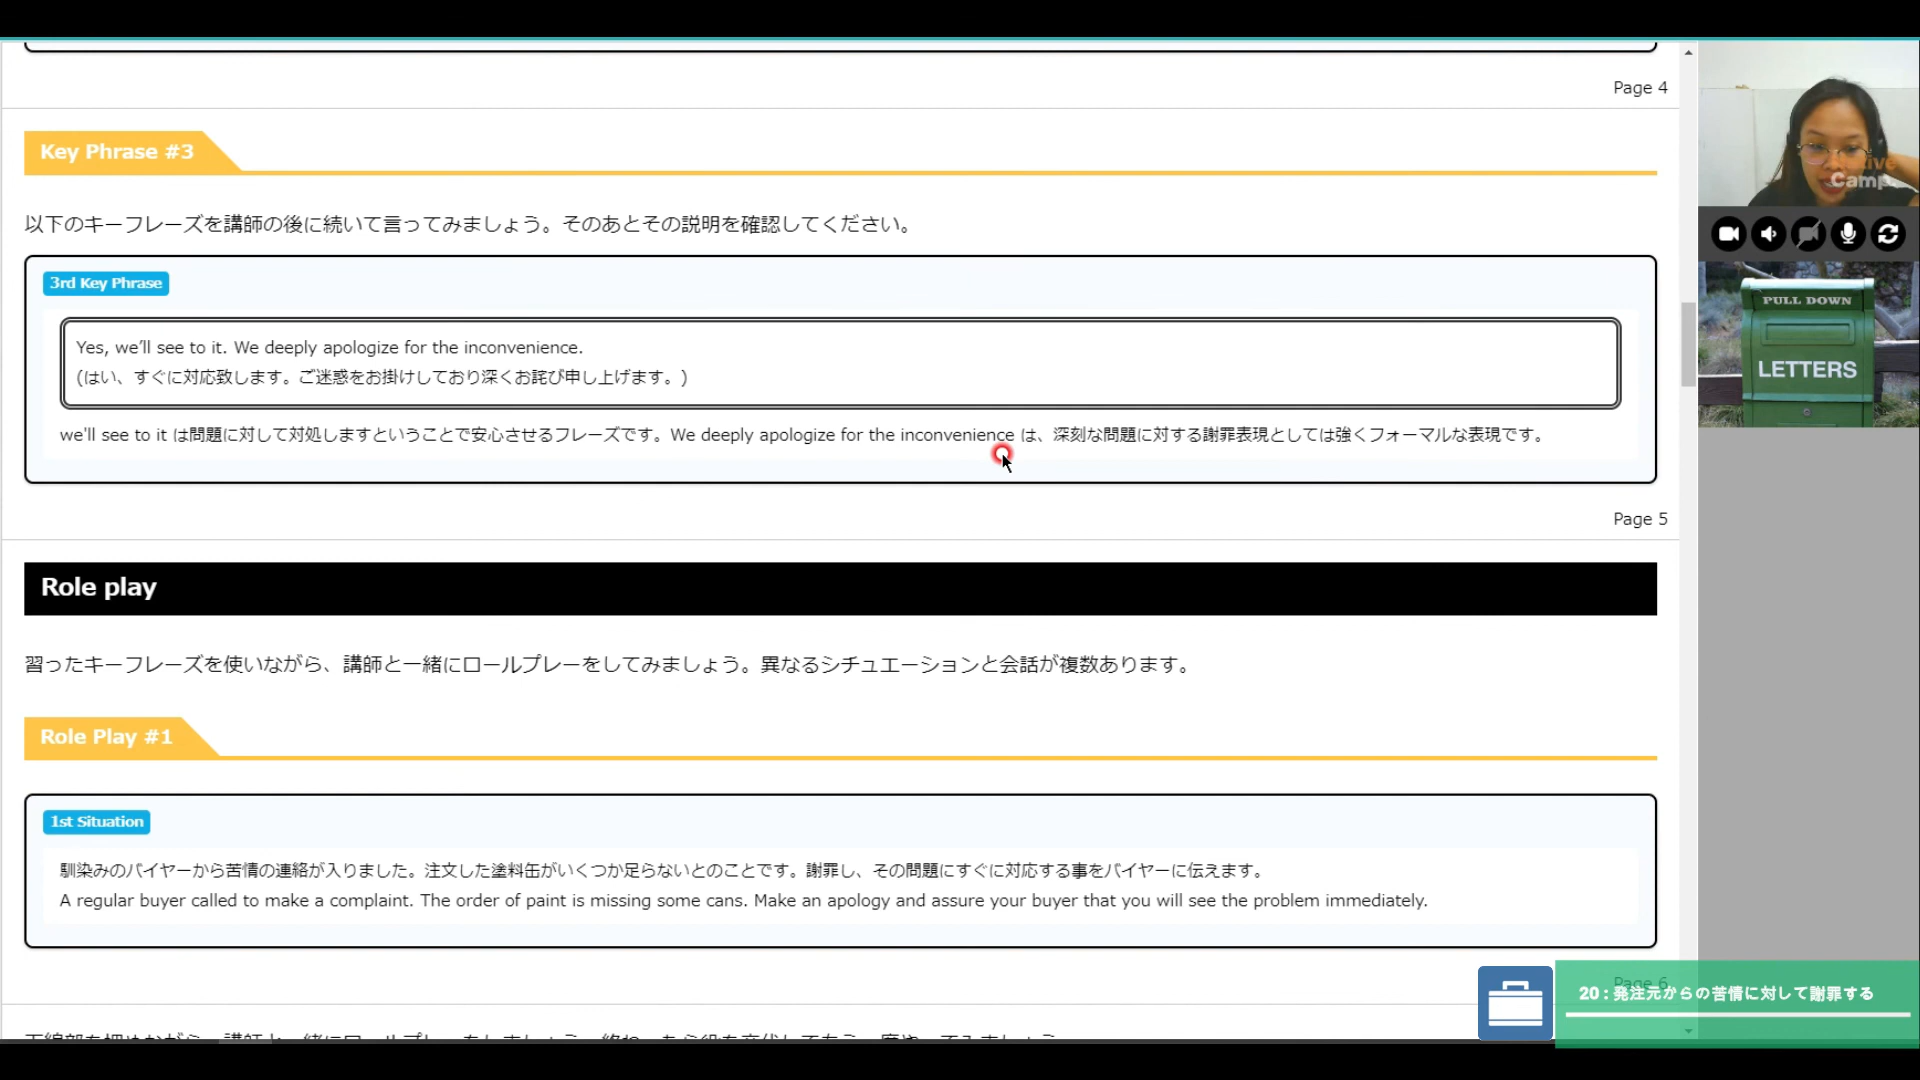 Page 4
Key Phrase #3
以下のキーフレーズを講師の後に続いて言ってみましょう。そのあとその説明を確認してください。
3rd Key Phrase
Yes, we'll see to it. We deeply apologize for the inconvenience.
(はい、すぐに対応致します。ご迷惑をお掛けしており深くお詫び申し上げます。)
we'll see to it は問題に対して対処しますということで安心させるフレーズです。We deeply apologize for the inconvenience は、深刻な問題に対する謝罪表現としては強くフォーマルな表現です。
Page 5
Role play
習ったキーフレーズを使いながら、講師と一緒にロールプレーをしてみましょう。異なるシチュエーションと会話が複数あります。
Role Play #1
1st Situation
馴染みのバイヤーから苦情の連絡が入りました。注文した塗料缶がいくつか足らないとのことです。謝罪し、その問題にすぐに対応する事をバイヤーに伝えます。
A regular buyer called to make a complaint. The order of paint is missing some cans. Make an apology and assure your buyer that you will see the problem immediately.
Page 6
20 : 発注元からの苦情に対して謝罪する
Camp
PULL DOWN
LETTERS